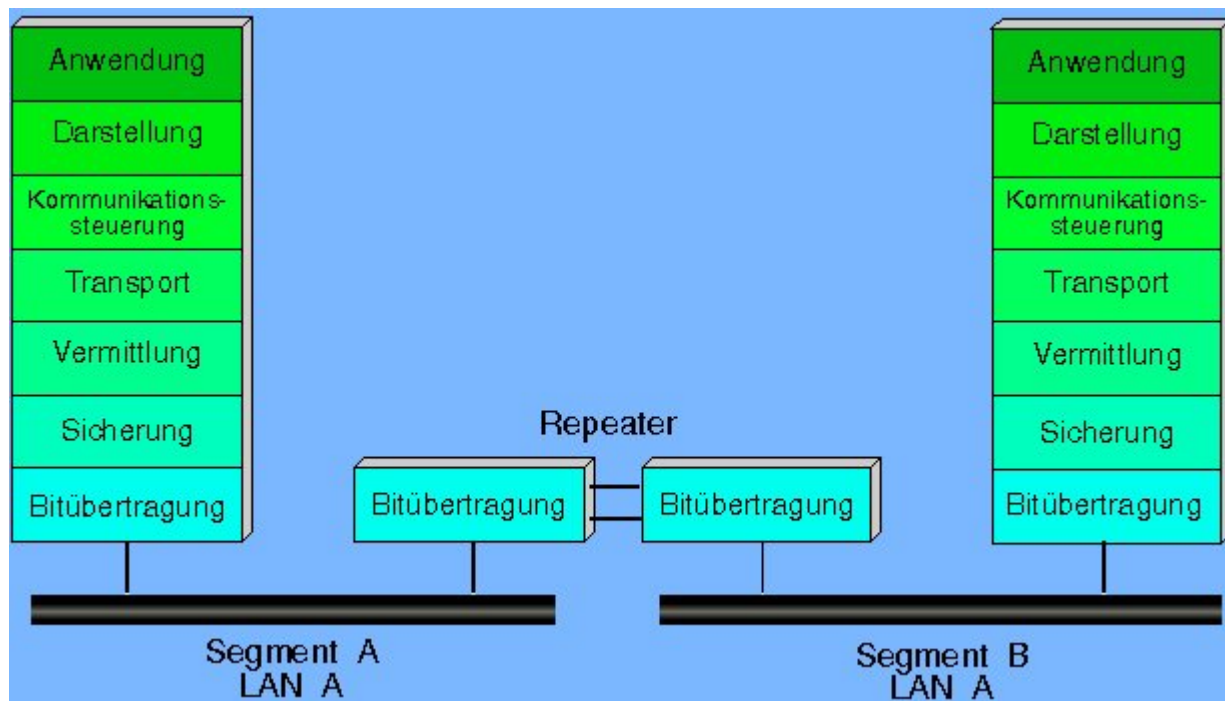 Anwendung
Darstellung
Kommunikations-
steuerung
Transport
Vermittlung
Sicherung
Bitübertragung
Repeater
Bitübertragung
Bitübertragung
Anwendung
Darstellung
Kommunikations-
steuerung
Transport
Vermittlung
Sicherung
Bitübertragung
Segment A
LAN A
Segment B
LAN A